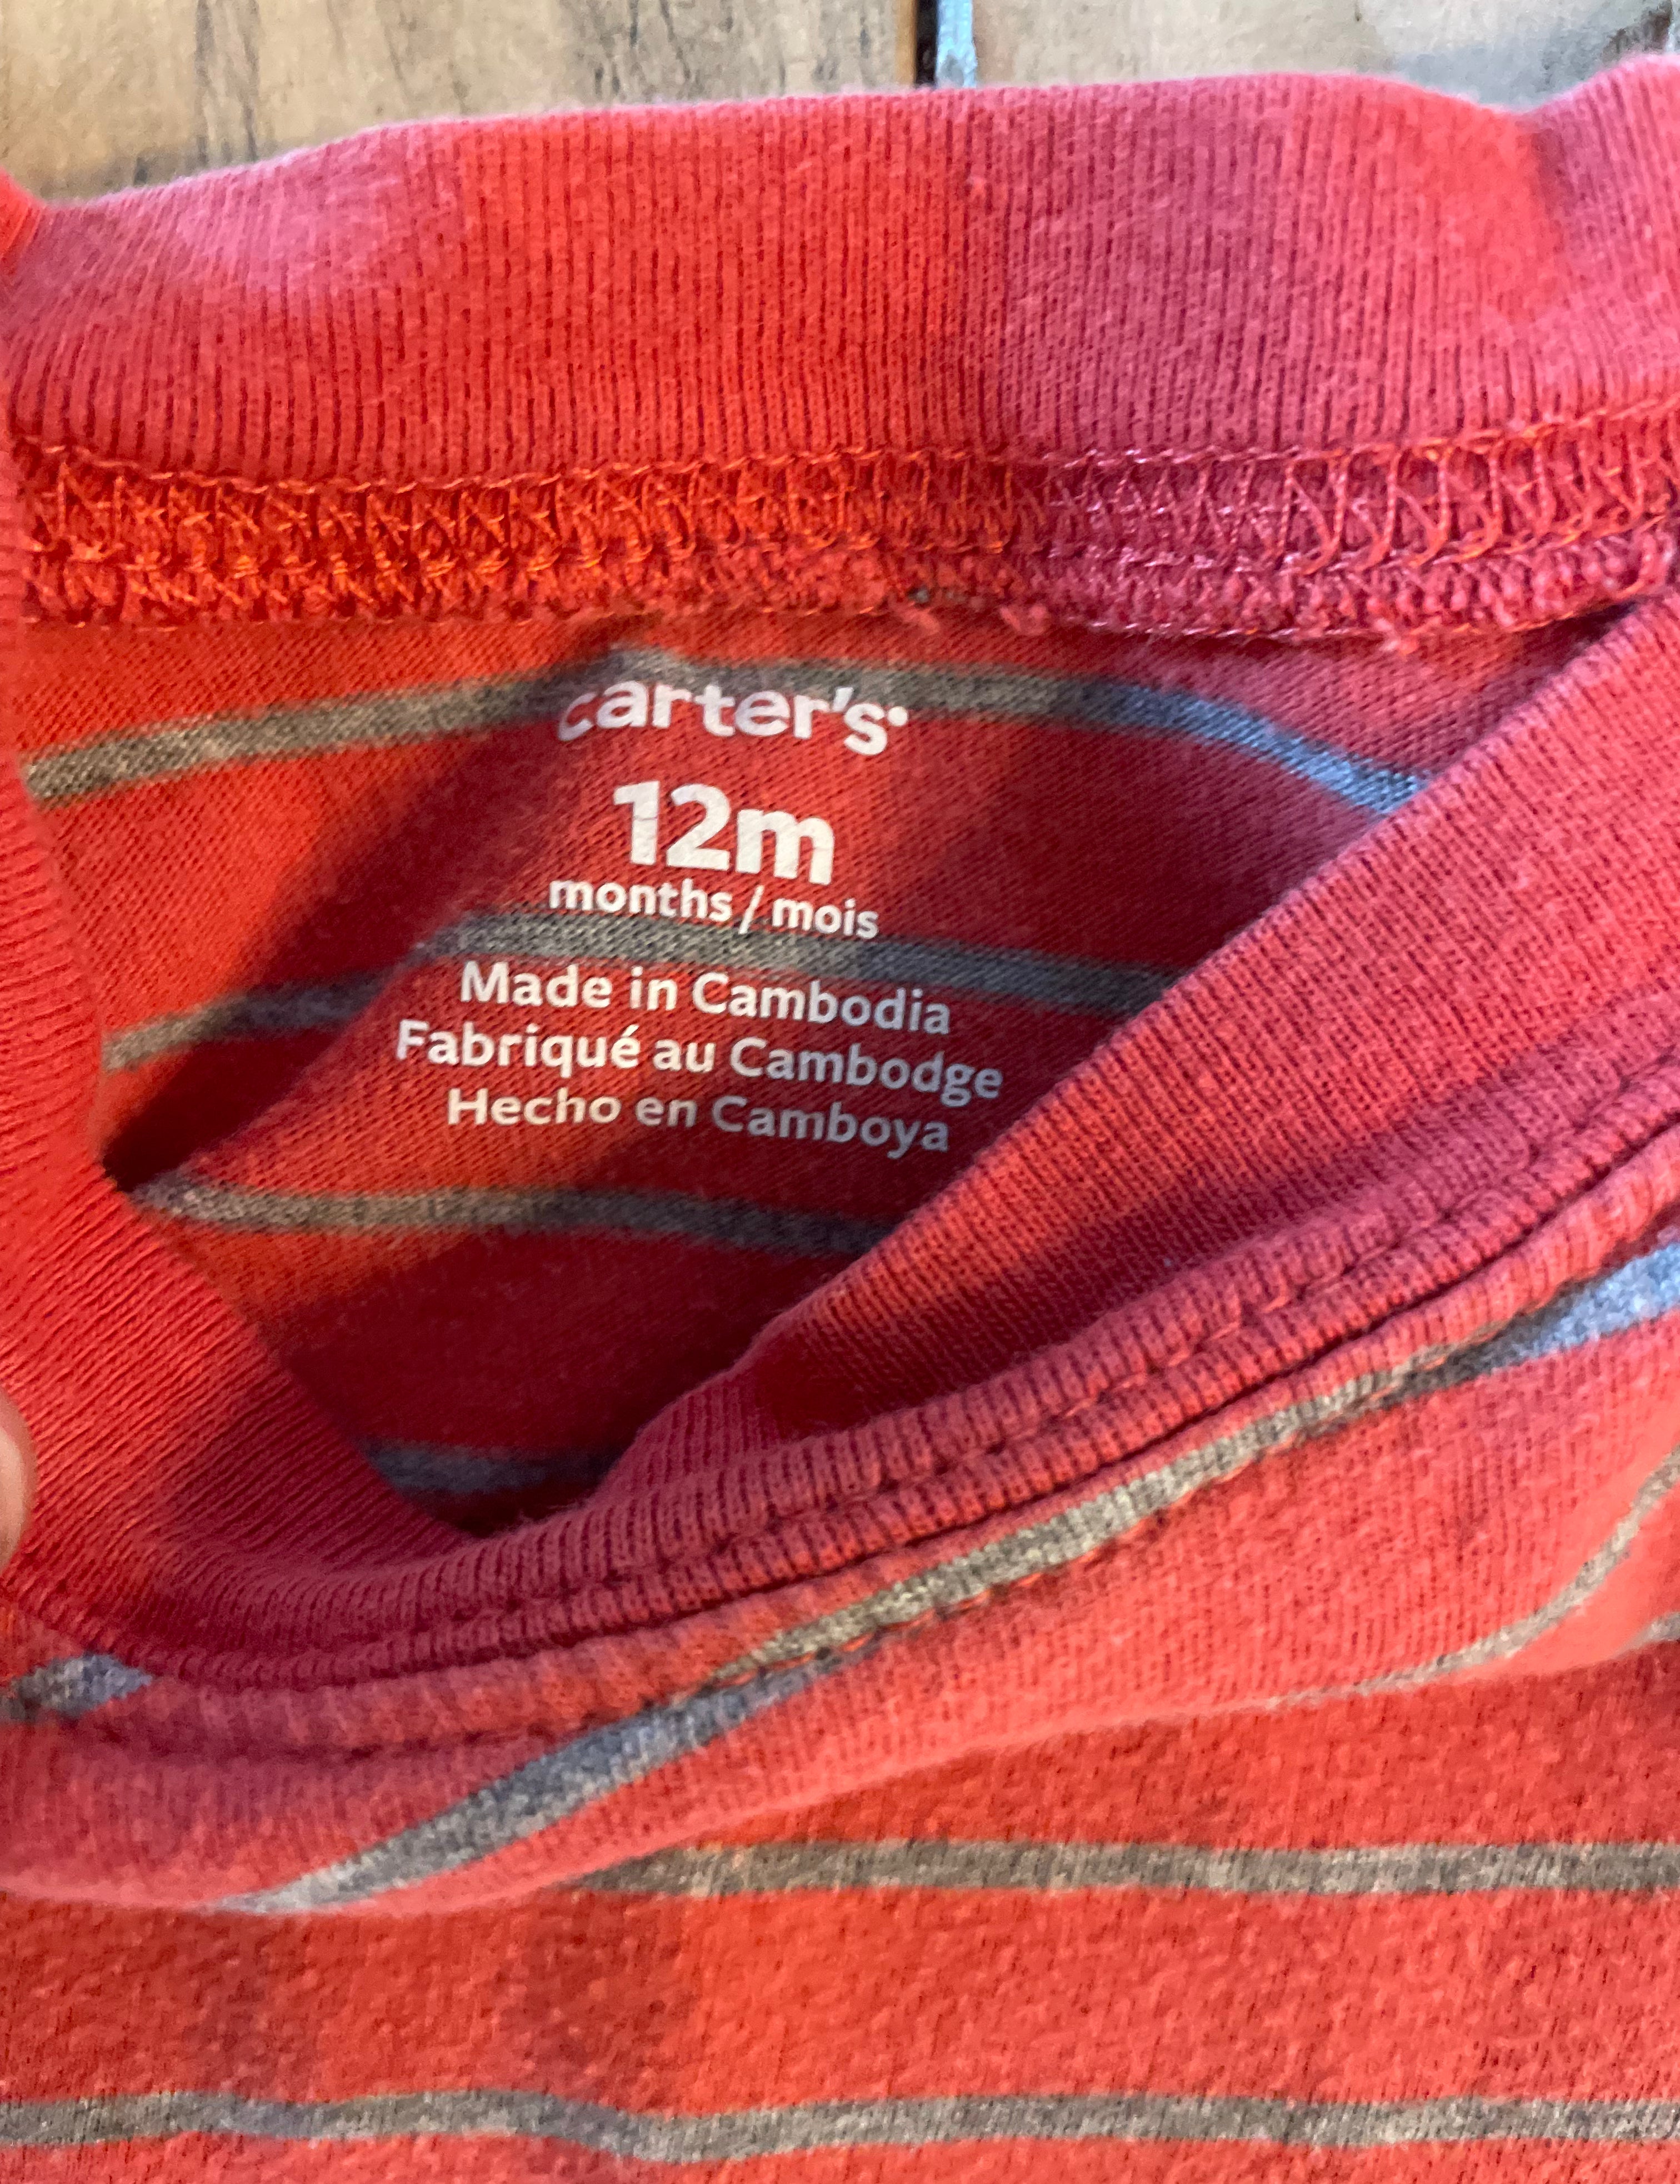 carter's
12m
months / mois
Made in Cambodia
Fabriqué au Cambodge
Hecho en Camboya